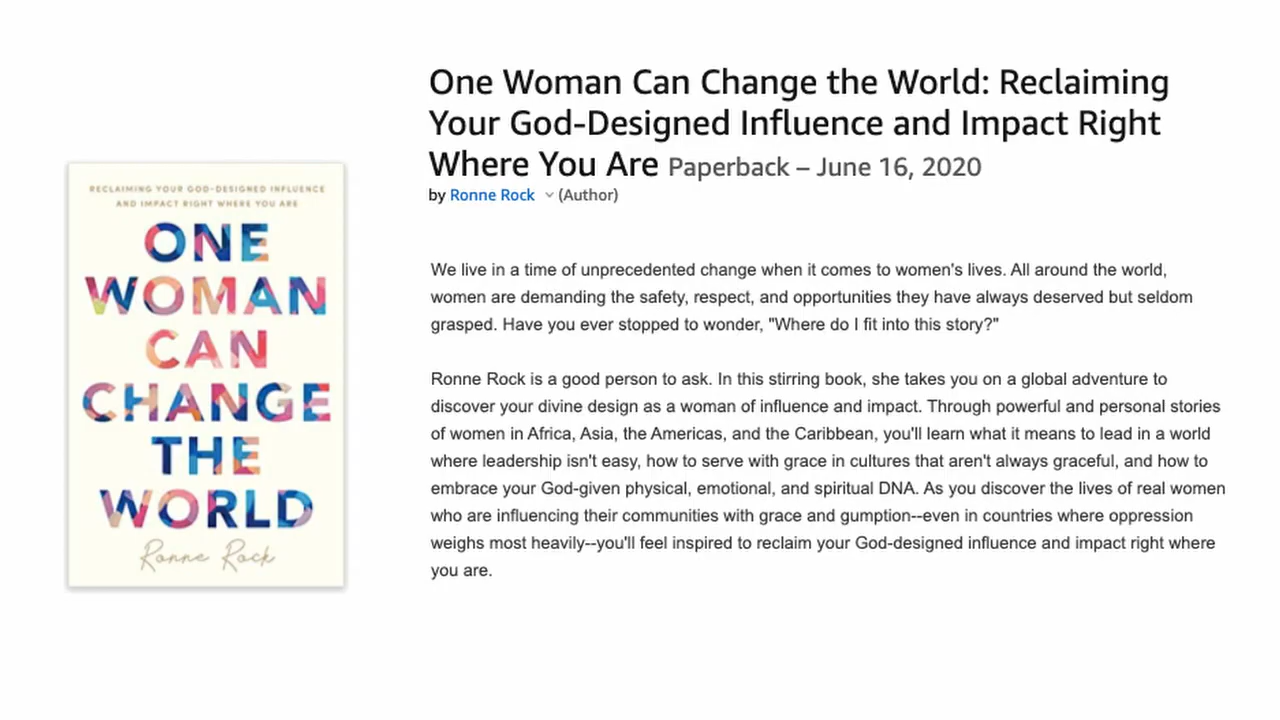 RECLAIMING YOUR GOD-DESIGNED INFLUENCE
AND IMPACT RIGHT WHERE YOU ARE
ONE
WOMAN
CAN
CHANGE
THE
WORLD
Ronne Rock
One Woman Can Change the World: Reclaiming
Your God-Designed Influence and Impact Right
Where You Are Paperback – June 16, 2020
by Ronne Rock (Author)
We live in a time of unprecedented change when it comes to women's lives. All around the world,
women are demanding the safety, respect, and opportunities they have always deserved but seldom
grasped. Have you ever stopped to wonder, "Where do I fit into this story?"
Ronne Rock is a good person to ask. In this stirring book, she takes you on a global adventure to
discover your divine design as a woman of influence and impact. Through powerful and personal stories
of women in Africa, Asia, the Americas, and the Caribbean, you'll learn what it means to lead in a world
where leadership isn't easy, how to serve with grace in cultures that aren't always graceful, and how to
embrace your God-given physical, emotional, and spiritual DNA. As you discover the lives of real women
who are influencing their communities with grace and gumption--even in countries where oppression
weighs most heavily--you'll feel inspired to reclaim your God-designed influence and impact right where
you are.